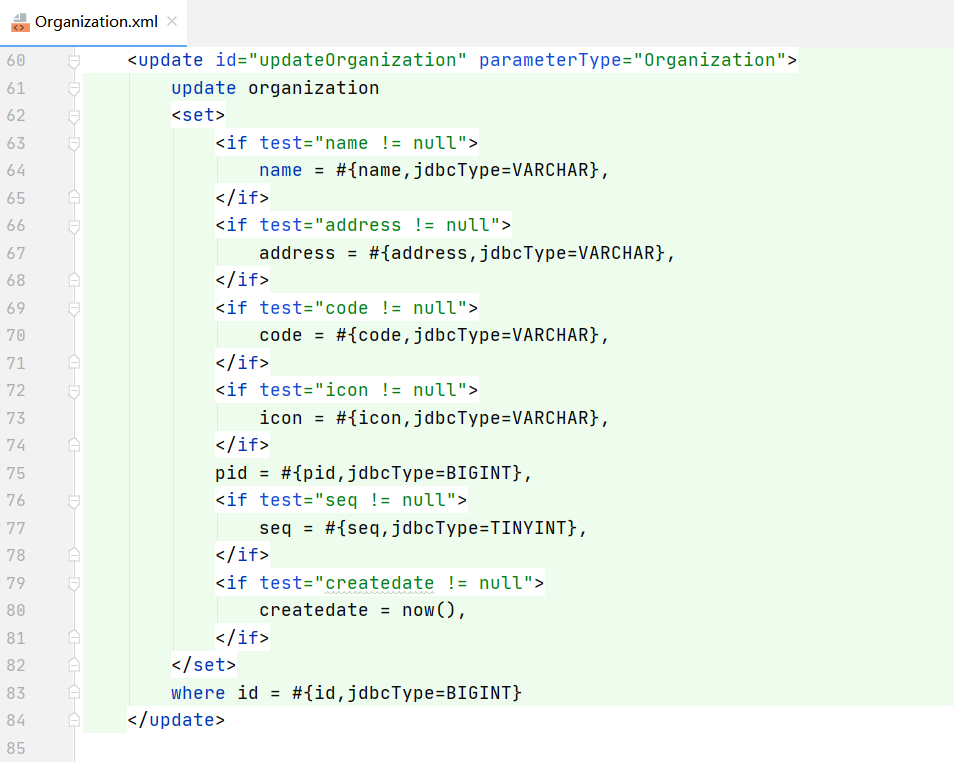 Organization.xml
60 <update id="updateOrganization" parameterType="Organization">
61 update organization
62 <set>
63 <if test="name != null">
64 name = #{name,jdbcType=VARCHAR},
65 </if>
66 <if test="address != null">
67 address = #{address,jdbcType=VARCHAR},
68 </if>
69 <if test="code != null">
70 code = #{code,jdbcType=VARCHAR},
71 </if>
72 <if test="icon != null">
73 icon = #{icon,jdbcType=VARCHAR},
74 </if>
75 pid = #{pid,jdbcType=BIGINT},
76 <if test="seq != null">
77 seq = #{seq,jdbcType=TINYINT},
78 </if>
79 <if test="createdate != null">
80 createdate = now(),
81 </if>
82 </set>
83 where id = #{id,jdbcType=BIGINT}
84 </update>
85